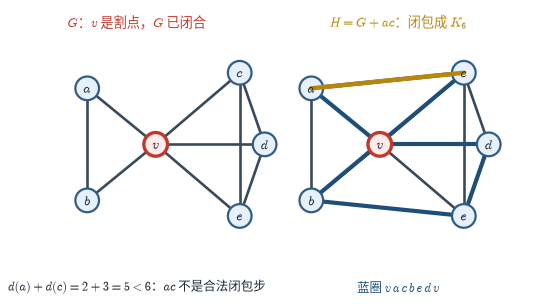 G：v 是割点，G 已闭合
H = G + ac：闭包成 K₆
a
c
v
d
b
e
a
c
v
d
b
e
d(a) + d(c) = 2 + 3 = 5 < 6：ac 不是合法闭包步
蓝圈 v a c b e d v